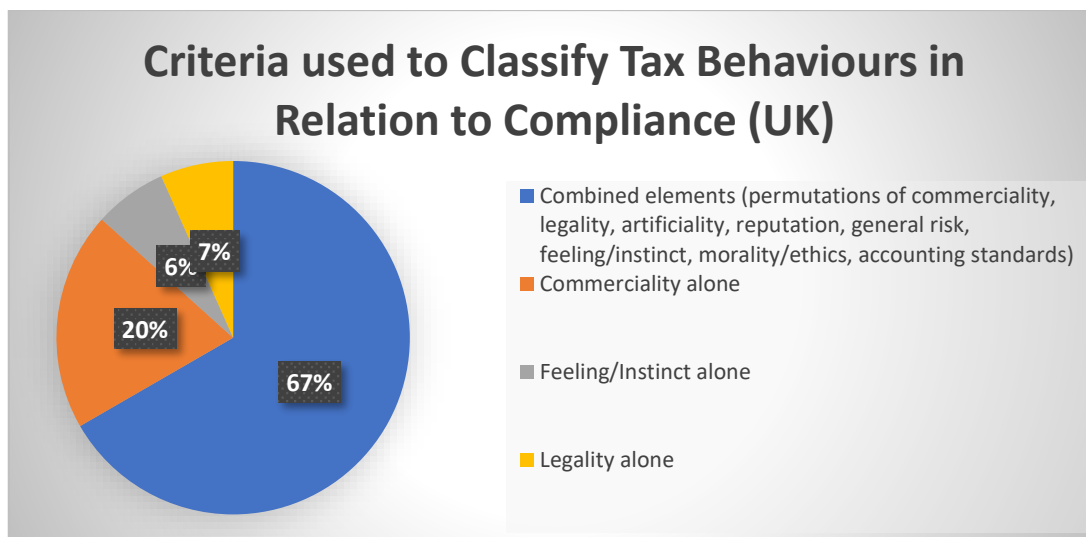 Criteria used to Classify Tax Behaviours in
Relation to Compliance (UK)
7%
6%
20%
67%
Combined elements (permutations of commerciality,
legality, artificiality, reputation, general risk,
feeling/instinct, morality/ethics, accounting standards)
Commerciality alone
Feeling/Instinct alone
Legality alone